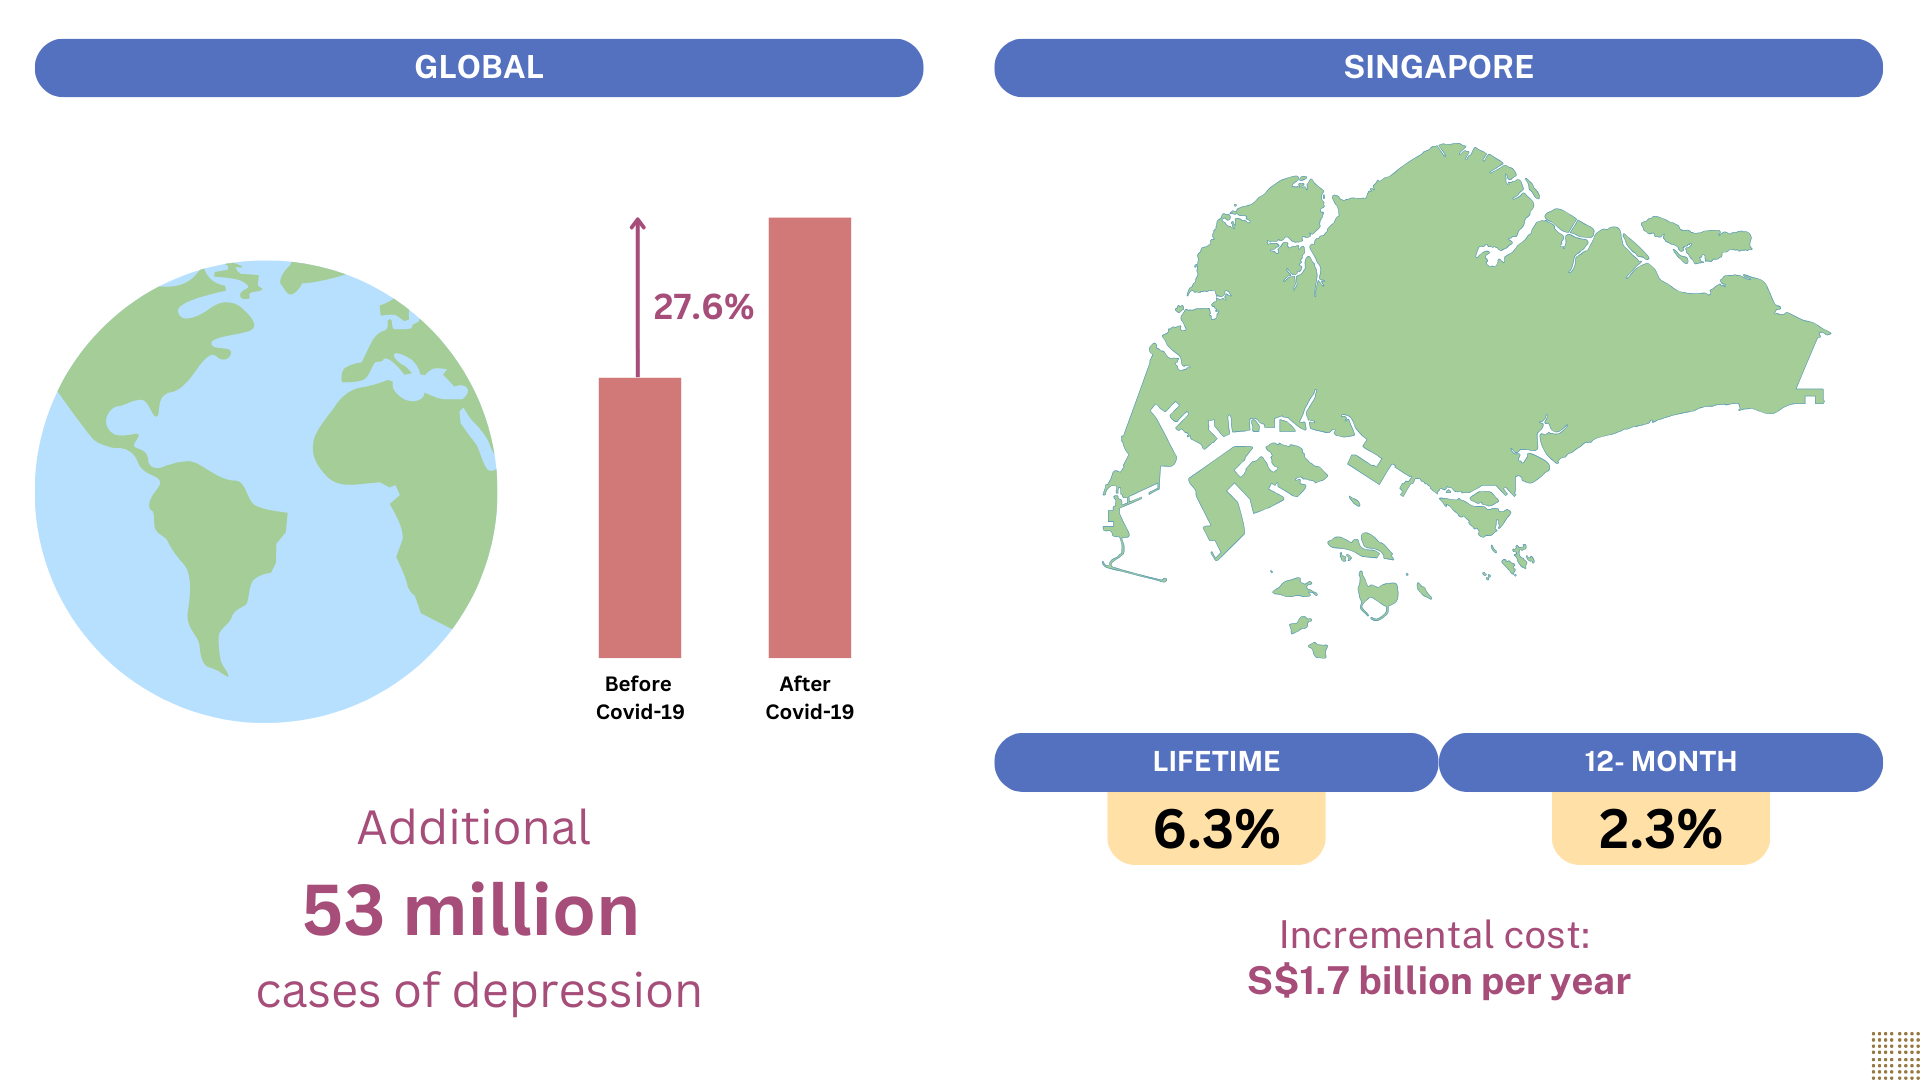 GLOBAL
27.6%
Before
Covid-19
After
Covid-19
Additional
53 million
cases of depression
SINGAPORE
LIFETIME
6.3%
12- MONTH
2.3%
Incremental cost:
S$1.7 billion per year